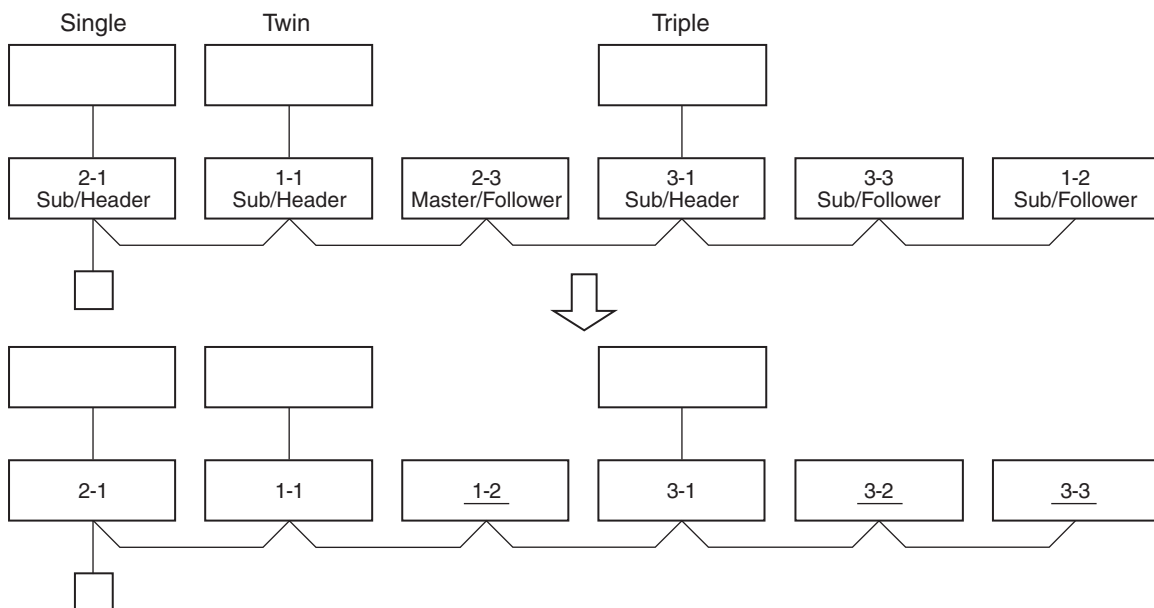 Single Twin Triple
2-1 1-1 2-3 3-1 3-3 1-2
Sub/Header Sub/Header Master/Follower Sub/Header Sub/Follower Sub/Follower
2-1 1-1 1-2 3-1 3-2 3-3